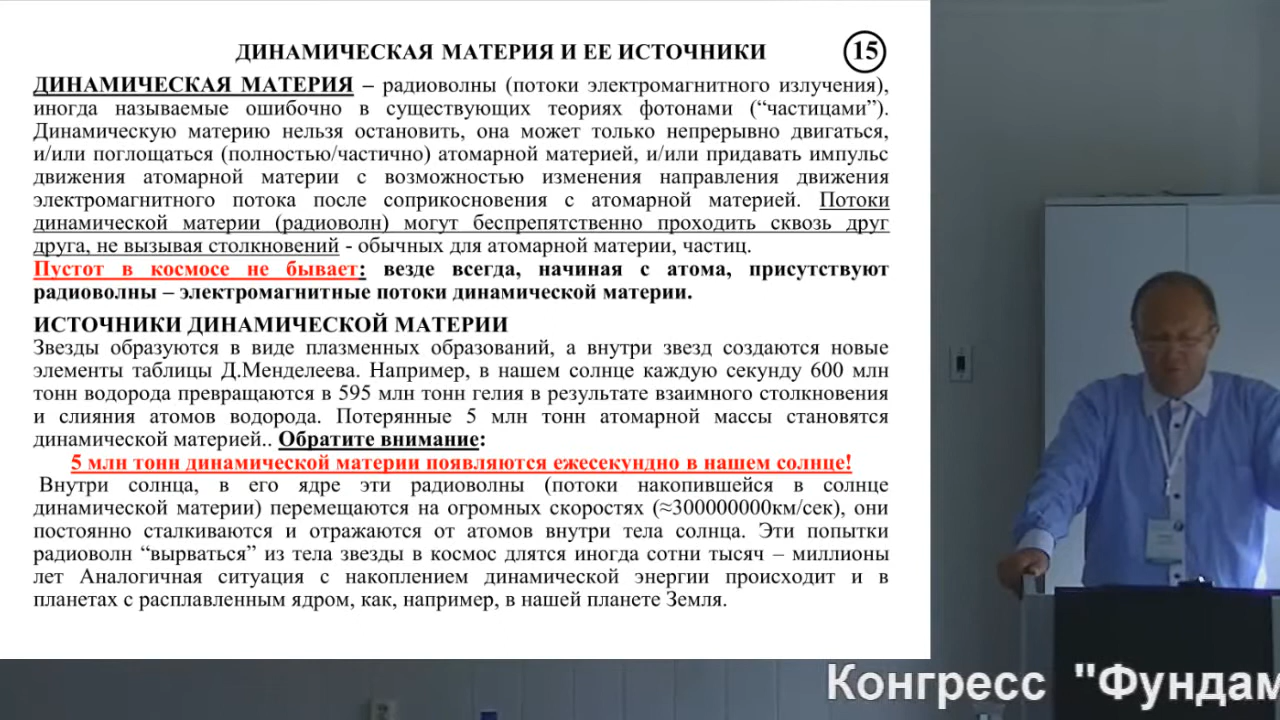 ДИНАМИЧЕСКАЯ МАТЕРИЯ И ЕЕ ИСТОЧНИКИ
15
ДИНАМИЧЕСКАЯ МАТЕРИЯ – радиоволны (потоки электромагнитного излучения),
иногда называемые ошибочно в существующих теориях фотонами (“частицами”).
Динамическую материю нельзя остановить, она может только непрерывно двигаться,
и/или поглощаться (полностью/частично) атомарной материей, и/или придавать импульс
движения атомарной материи с возможностью изменения направления движения
электромагнитного потока после соприкосновения с атомарной материей. Потоки
динамической материи (радиоволн) могут беспрепятственно проходить сквозь друг
друга, не вызывая столкновений - обычных для атомарной материи, частиц.
Пустот в космосе не бывает: везде всегда, начиная с атома, присутствуют
радиоволны – электромагнитные потоки динамической материи.
ИСТОЧНИКИ ДИНАМИЧЕСКОЙ МАТЕРИИ
Звезды образуются в виде плазменных образований, а внутри звезд создаются новые
элементы таблицы Д.Менделеева. Например, в нашем солнце каждую секунду 600 млн
тонн водорода превращаются в 595 млн тонн гелия в результате взаимного столкновения
и слияния атомов водорода. Потерянные 5 млн тонн атомарной массы становятся
динамической материей.. Обратите внимание:
5 млн тонн динамической материи появляются ежесекундно в нашем солнце!
Внутри солнца, в его ядре эти радиоволны (потоки накопившейся в солнце
динамической материи) перемещаются на огромных скоростях (≈300000000км/сек), они
постоянно сталкиваются и отражаются от атомов внутри тела солнца. Эти попытки
радиоволн “вырваться” из тела звезды в космос длятся иногда сотни тысяч – миллионы
лет Аналогичная ситуация с накоплением динамической энергии происходит и в
планетах с расплавленным ядром, как, например, в нашей планете Земля.
Конгресс "Фундам